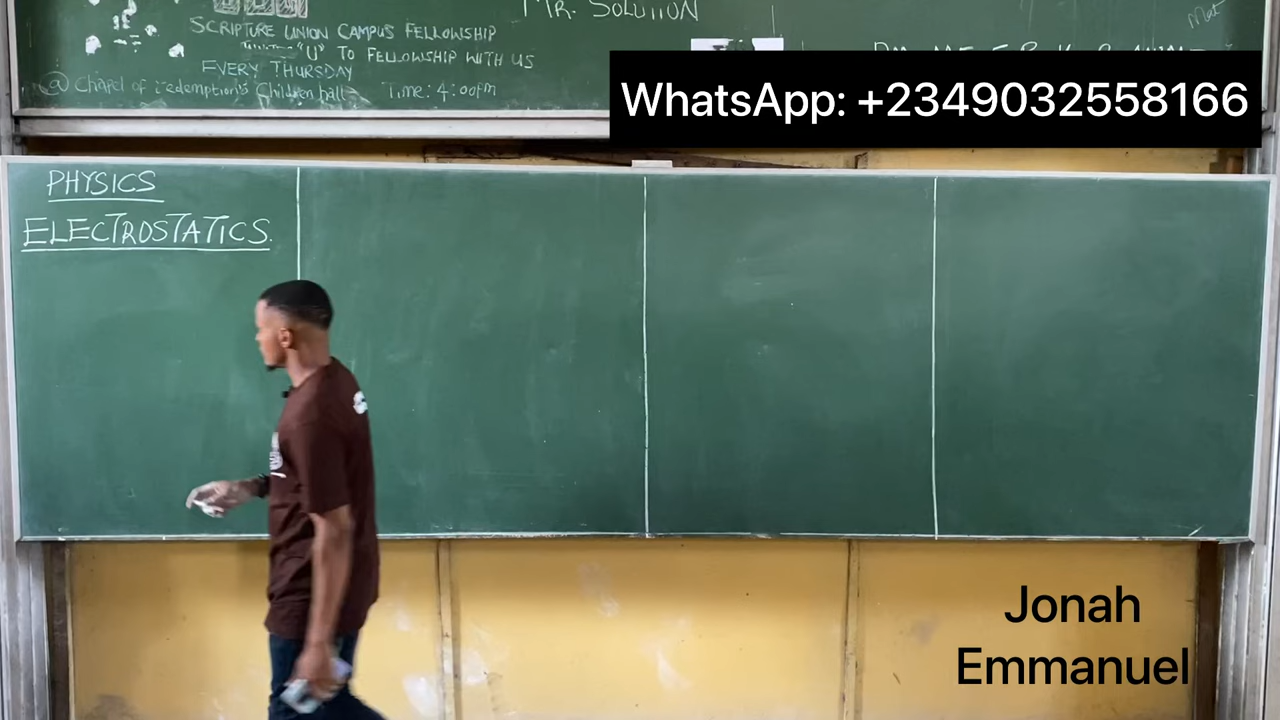 MR. SOLUTION
SCRIPTURE UNION CAMPUS FELLOWSHIP
"U" TO FELLOWSHIP WITH US
EVERY THURSDAY
@ Chapel of redemption's Children hall Time: 4:00pm
WhatsApp: +2349032558166
PHYSICS
ELECTROSTATICS.
Jonah
Emmanuel